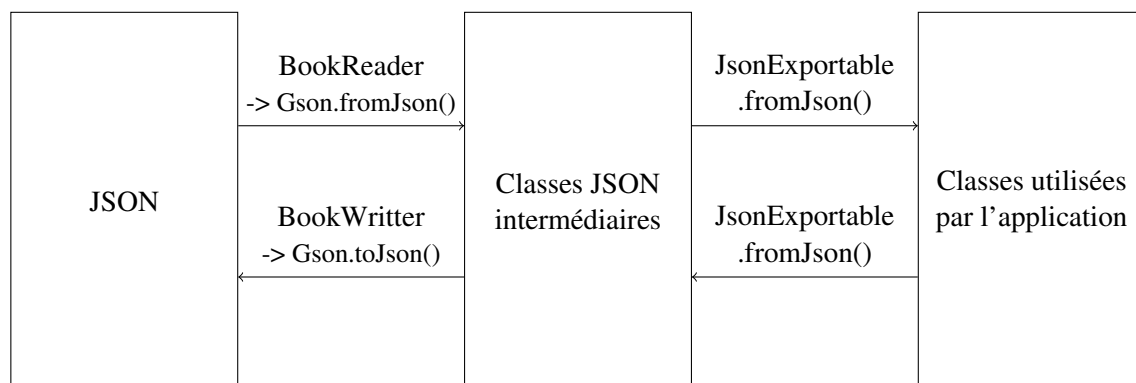 JSON
BookReader
-> Gson.fromJson()
BookWritter
-> Gson.toJson()
Classes JSON
intermédiaires
JsonExportable
.fromJson()
JsonExportable
.fromJson()
Classes utilisées
par l'application